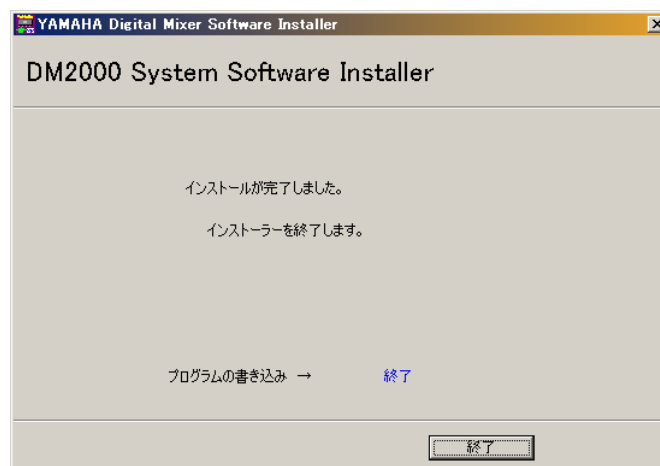 YAMAHA Digital Mixer Software Installer
DM2000 System Software Installer
インストールが完了しました。
インストーラーを終了します。
プログラムの書き込み → 終了
終了